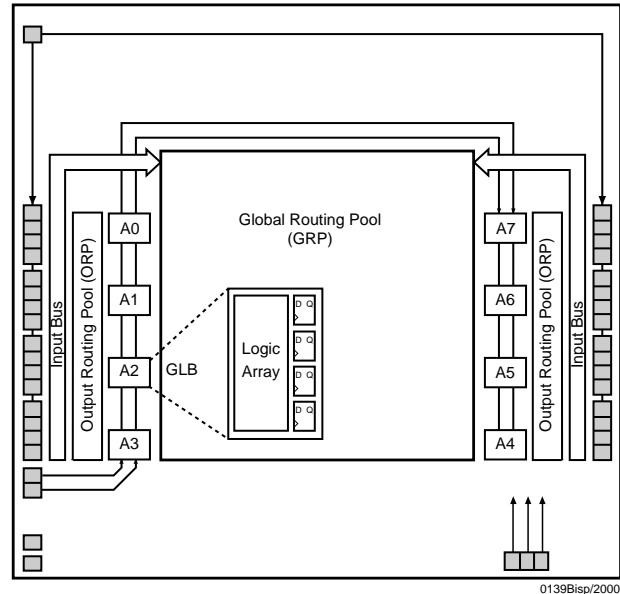 Global Routing Pool
(GRP)
Input Bus
Output Routing Pool (ORP)
A0
A1
A2
A3
GLB
Logic
Array
D Q
D Q
D Q
D Q
A7
A6
A5
A4
Output Routing Pool (ORP)
Input Bus
0139Bisp/2000